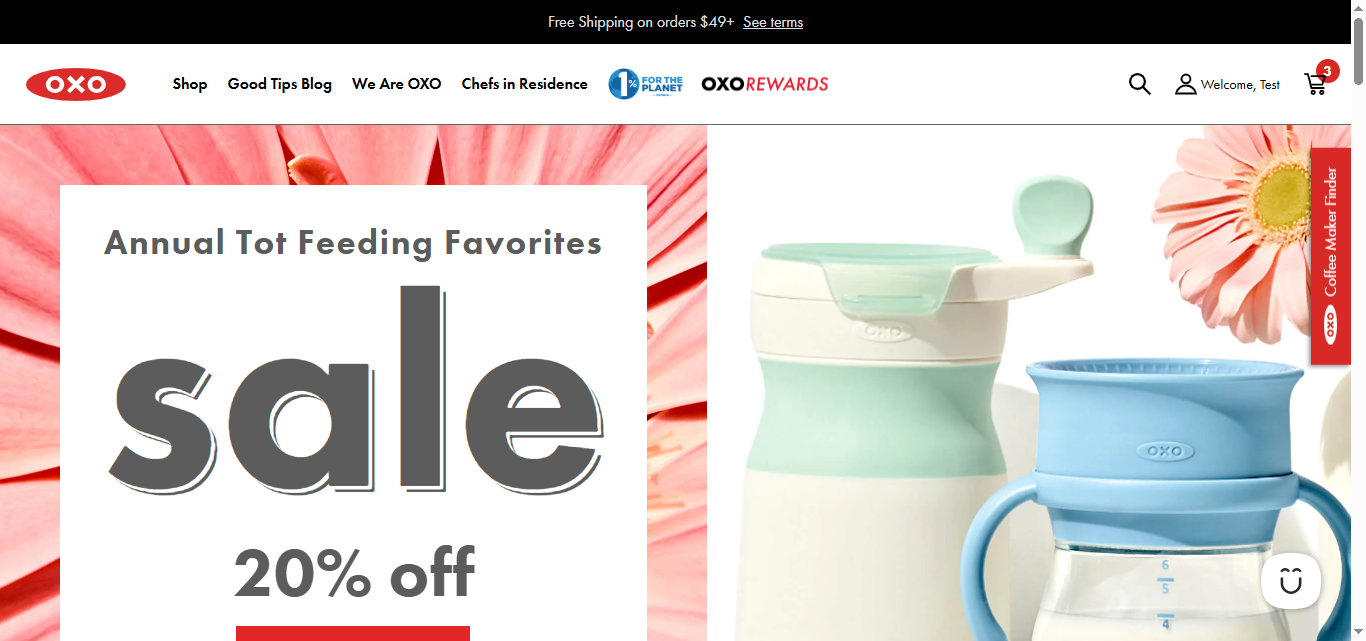 Free Shipping on orders $49+ See terms
OXO
Shop
Good Tips Blog
We Are OXO
Chefs in Residence
1% FOR THE
PLANET
OXO REWARDS
Welcome, Test
3
Annual Tot Feeding Favorites
sale
20% off
OXO
OXO
6
5
4
OXO Coffee Maker Finder